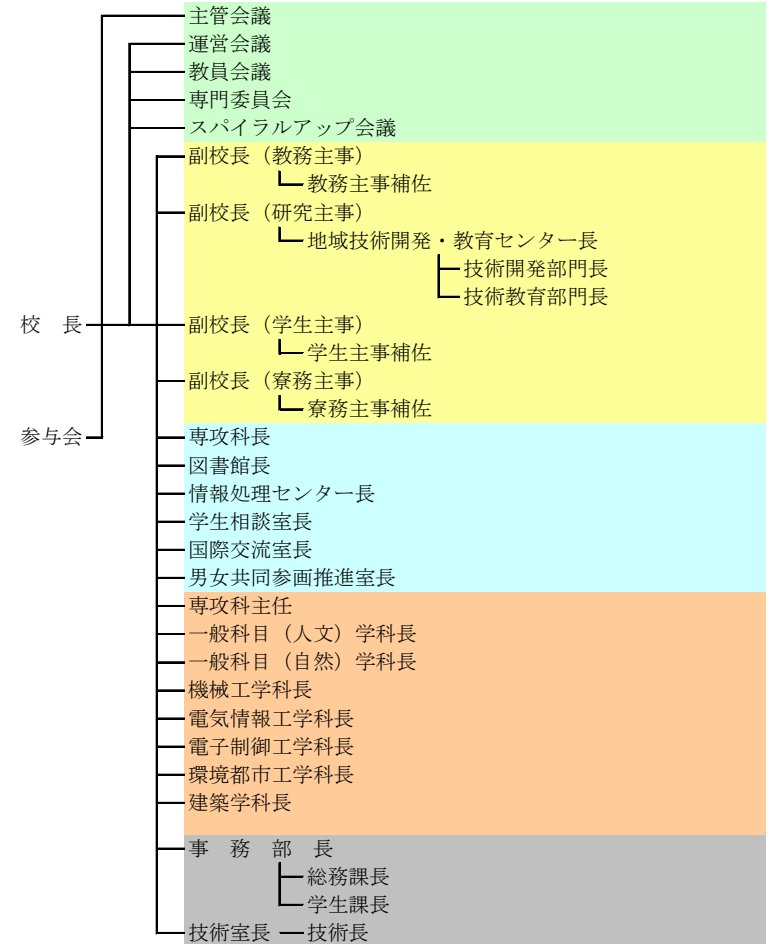 主管会議
運営会議
教員会議
専門委員会
スパイラルアップ会議
副校長（教務主事）
教務主事補佐
副校長（研究主事）
地域技術開発・教育センター長
技術開発部門長
技術教育部門長
校　長
副校長（学生主事）
学生主事補佐
副校長（寮務主事）
寮務主事補佐
参与会
専攻科長
図書館長
情報処理センター長
学生相談室長
国際交流室長
男女共同参画推進室長
専攻科主任
一般科目（人文）学科長
一般科目（自然）学科長
機械工学科長
電気情報工学科長
電子制御工学科長
環境都市工学科長
建築学科長
事　務　部　長
総務課長
学生課長
技術室長
技術長